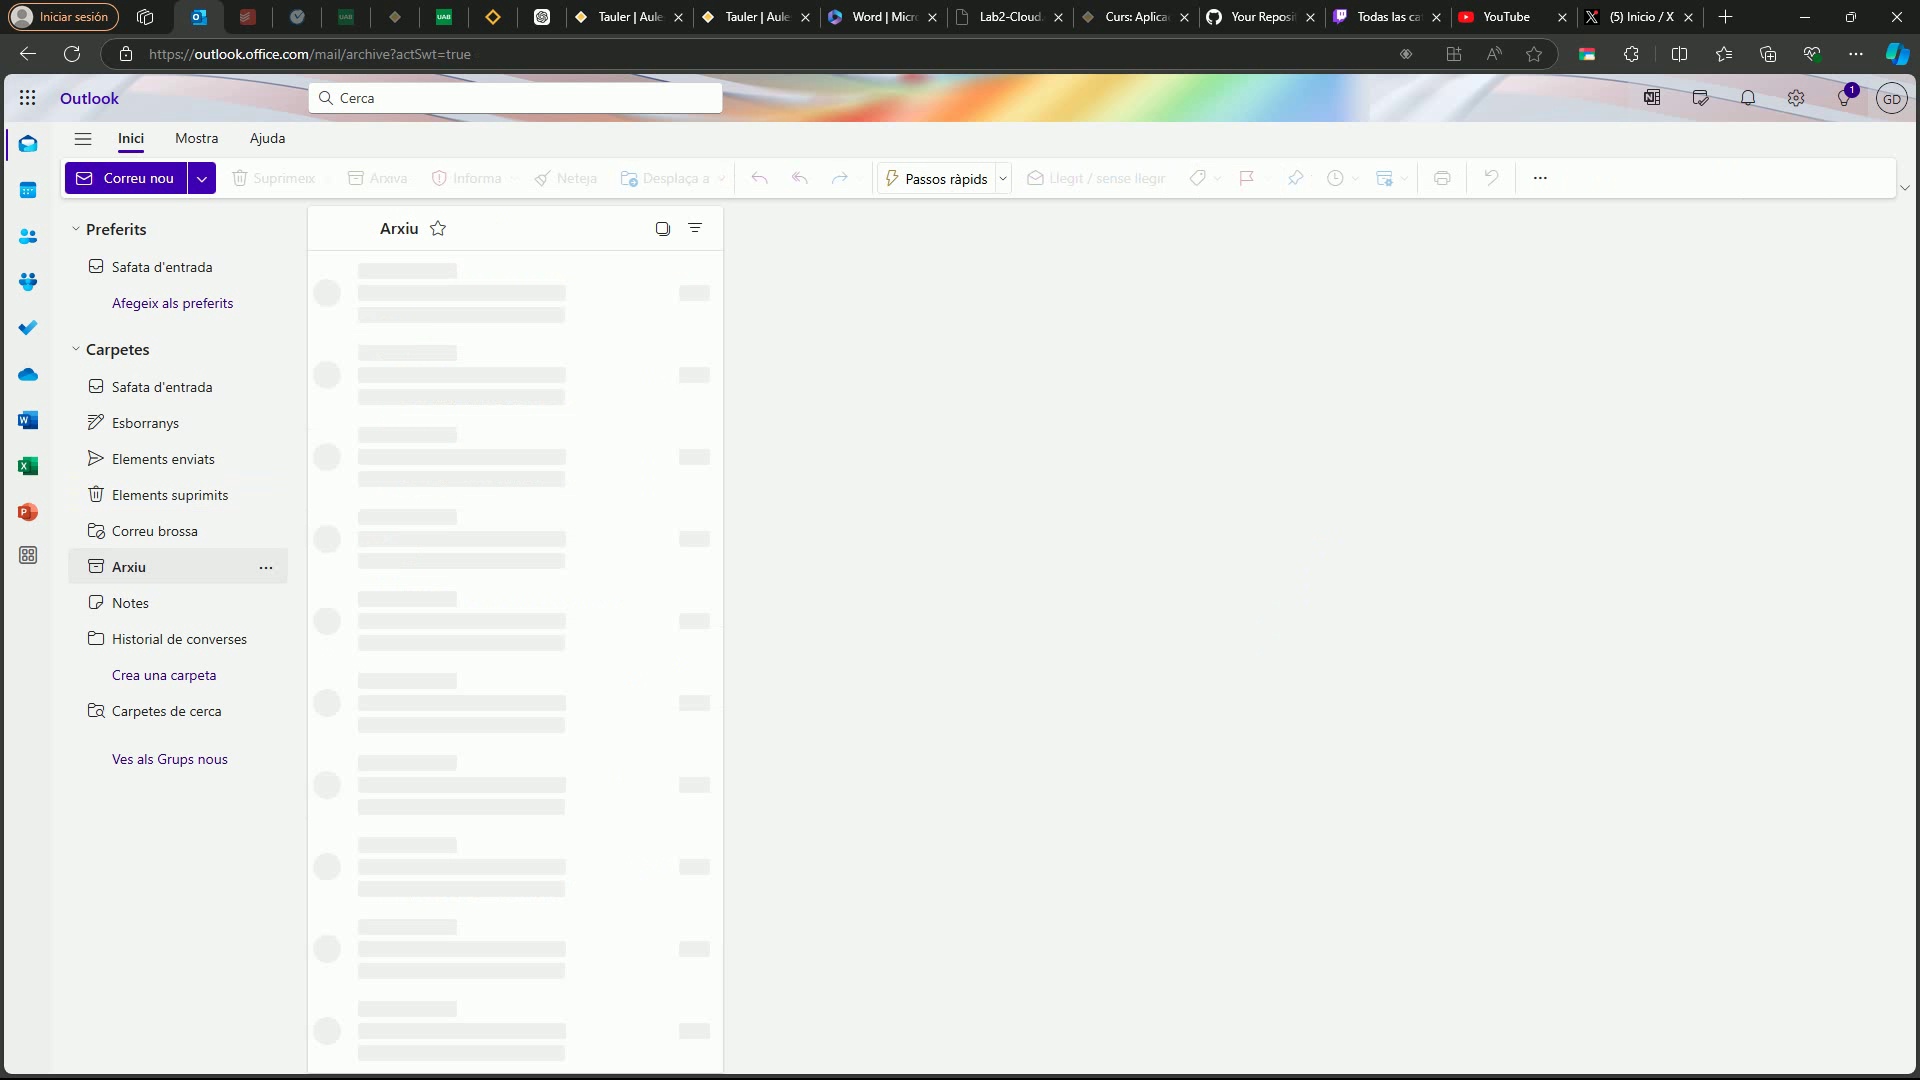 Iniciar sesión
Tauler | Aule
Tauler | Aule
Word | Micr
Lab2-Cloud.
Curs: Aplica
Your Reposit
Todas las ca
YouTube
(5) Inicio / X
https://outlook.office.com/mail/archive?actSwt=true
Outlook
Cerca
1
GD
Inici
Mostra
Ajuda
Correu nou
Suprimeix
Arxiva
Informa
Neteja
Desplaça a
Passos ràpids
Llegit / sense llegir
Preferits
Safata d'entrada
Afegeix als preferits
Carpetes
Safata d'entrada
Esborranys
Elements enviats
Elements suprimits
Correu brossa
Arxiu
Notes
Historial de converses
Crea una carpeta
Carpetes de cerca
Ves als Grups nous
Arxiu